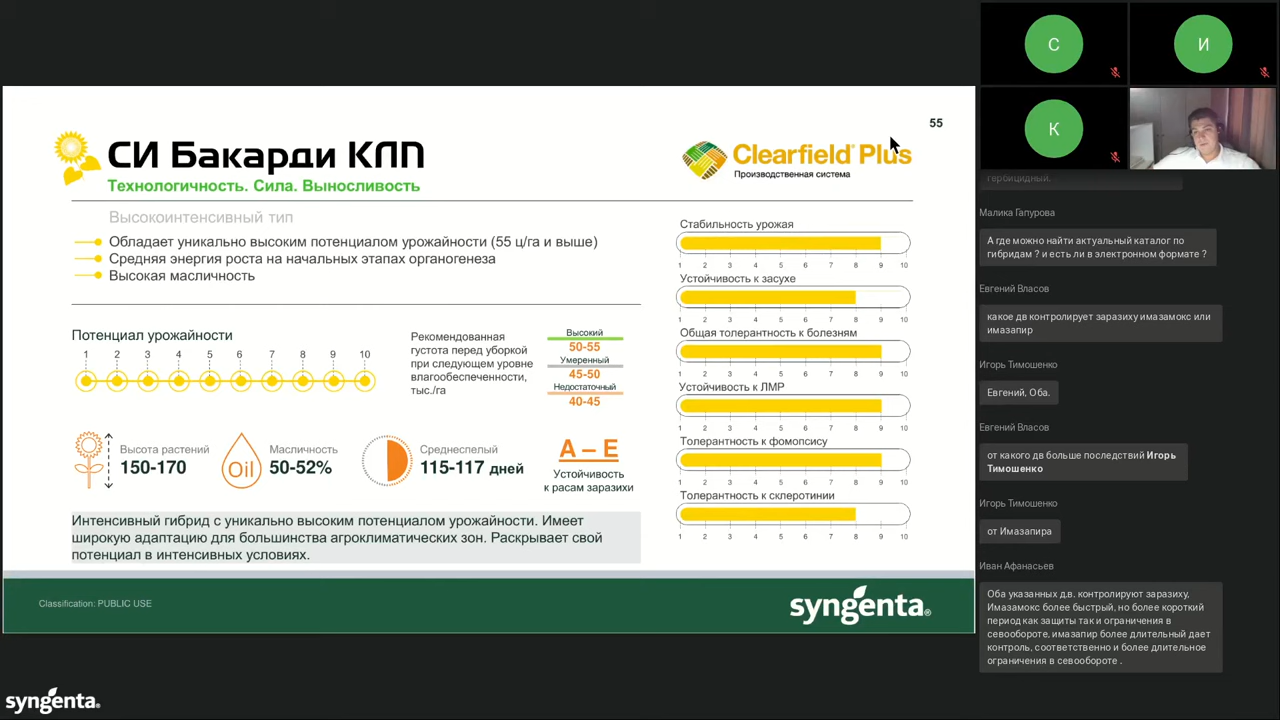 55
СИ Бакарди КЛП
Технологичность. Сила. Выносливость
Clearfield® Plus
Производственная система
Высокоинтенсивный тип
Обладает уникально высоким потенциалом урожайности (55 ц/га и выше)
Средняя энергия роста на начальных этапах органогенеза
Высокая масличность
Потенциал урожайности
1 2 3 4 5 6 7 8 9 10
Рекомендованная
густота перед уборкой
при следующем уровне
влагообеспеченности,
тыс./га
Высокий
50-55
Умеренный
45-50
Недостаточный
40-45
Высота растений
150-170
Oil
Масличность
50-52%
Среднеспелый
115-117 дней
A – E
Устойчивость
к расам заразихи
Интенсивный гибрид с уникально высоким потенциалом урожайности. Имеет
широкую адаптацию для большинства агроклиматических зон. Раскрывает свой
потенциал в интенсивных условиях.
Стабильность урожая
1 2 3 4 5 6 7 8 9 10
Устойчивость к засухе
1 2 3 4 5 6 7 8 9 10
Общая толерантность к болезням
1 2 3 4 5 6 7 8 9 10
Устойчивость к ЛМР
1 2 3 4 5 6 7 8 9 10
Толерантность к фомопсису
1 2 3 4 5 6 7 8 9 10
Толерантность к склеротинии
1 2 3 4 5 6 7 8 9 10
Classification: PUBLIC USE
syngenta®
syngenta.
С
И
К
гербицидный.
Малика Гапурова
А где можно найти актуальный каталог по
гибридам ? и есть ли в электронном формате ?
Евгений Власов
какое дв контролирует заразиху имазамокс или
имазапир
Игорь Тимошенко
Евгений, Оба.
Евгений Власов
от какого дв больше последствий Игорь
Тимошенко
Игорь Тимошенко
от Имазапира
Иван Афанасьев
Оба указанных д.в. контролируют заразиху,
Имазамокс более быстрый, но более короткий
период как защиты так и ограничения в
севообороте, имазапир более длительный дает
контроль, соответственно и более длительное
ограничения в севообороте .